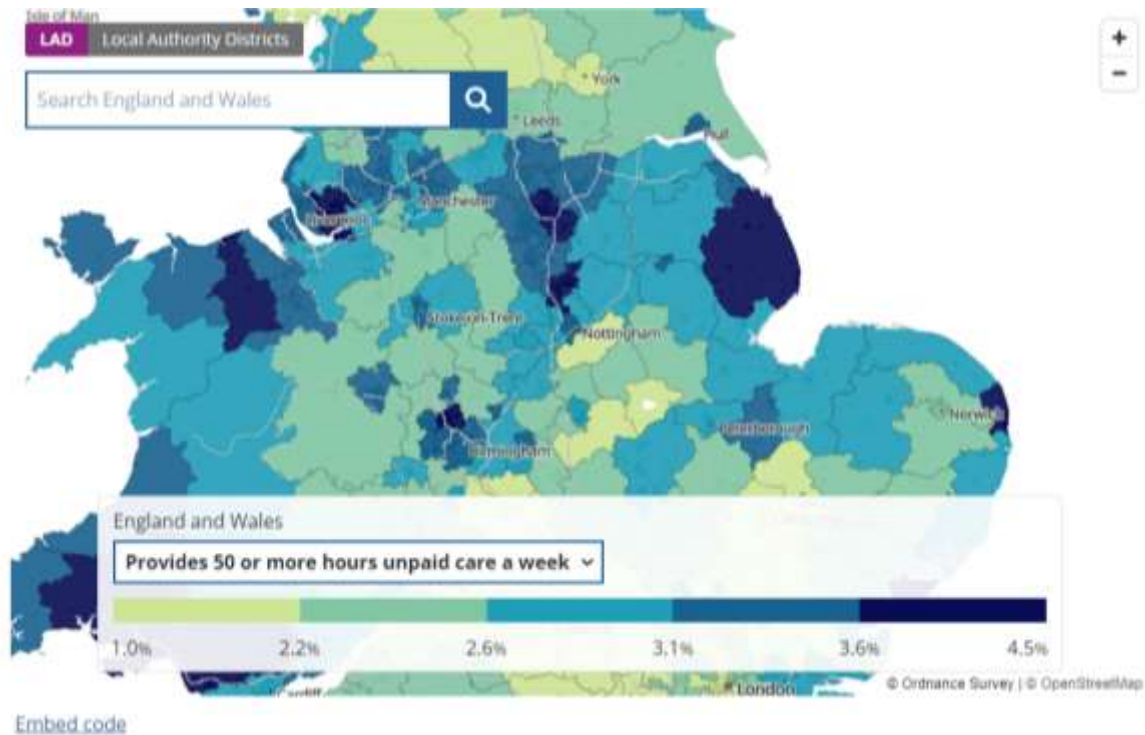 Isle of Man
LAD Local Authority Districts
Search England and Wales
York
Leeds
Hull
Manchester
Liverpool
Stoke-on-Trent
Nottingham
Norwich
Peterborough
Birmingham
England and Wales
Provides 50 or more hours unpaid care a week
1.0% 2.2% 2.6% 3.1% 3.6% 4.5%
Cardiff
London
© Ordnance Survey | © OpenStreetMap
Embed code